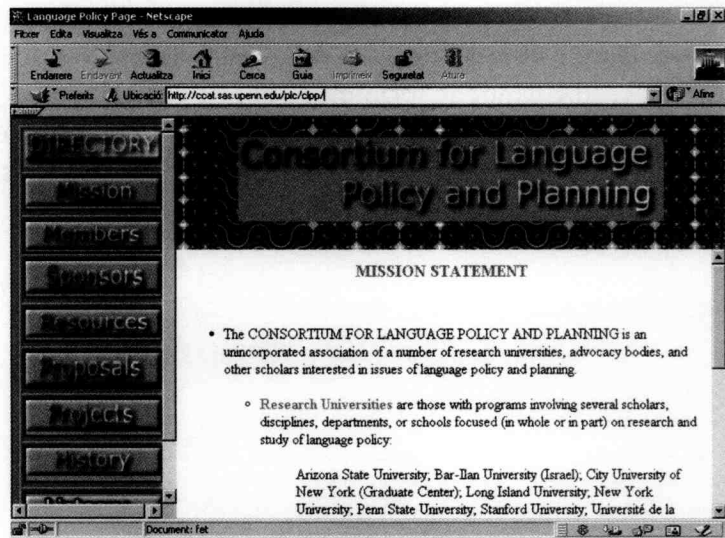 Language Policy Page - Netscape
Fitxer Edita Visualitza Vés a Communicator Ajuda
Endarrere Endavant Actualitza Inici Cerca Guia Imprimeix Seguretat Atura
Preferits Ubicació: http://ccat.sas.upenn.edu/plc/clpp/ Afins
DIRECTORY
Mission
Members
Sponsors
Resources
Proposals
Projects
History
Consortium for Language
Policy and Planning
MISSION STATEMENT
• The CONSORTIUM FOR LANGUAGE POLICY AND PLANNING is an
unincorporated association of a number of research universities, advocacy bodies, and
other scholars interested in issues of language policy and planning.
Research Universities are those with programs involving several scholars,
disciplines, departments, or schools focused (in whole or in part) on research and
study of language policy:
Arizona State University; Bar-Ilan University (Israel); City University of
New York (Graduate Center); Long Island University; New York
University; Penn State University; Stanford University; Université de la
Document: fet